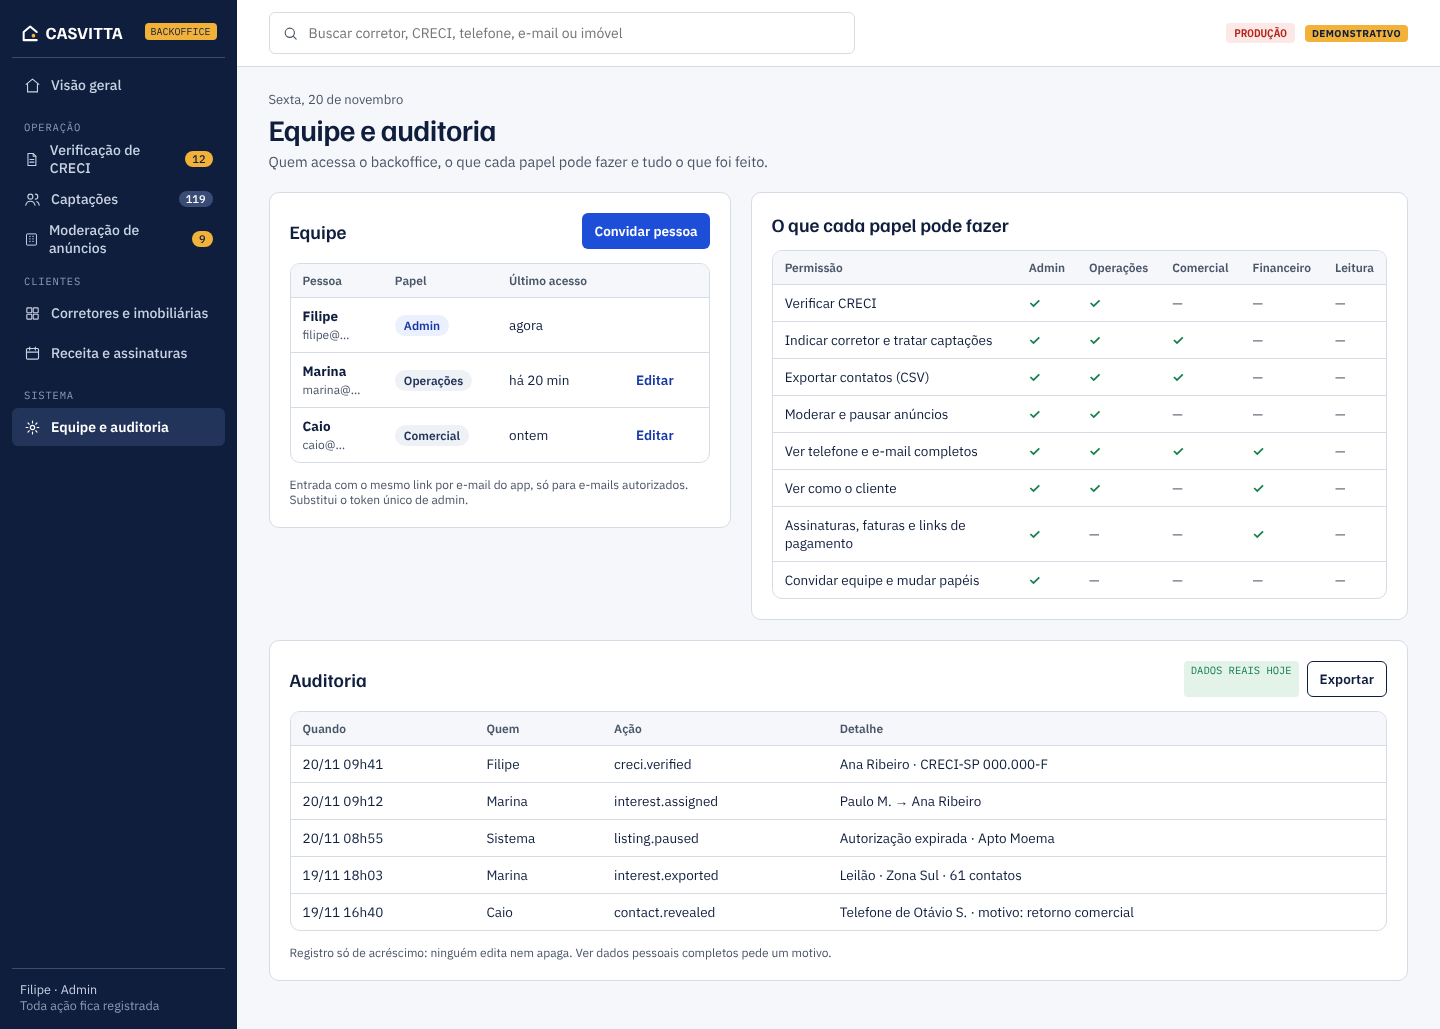 CASVITTA
BACKOFFICE
Visão geral
OPERAÇÃO
Verificação de
CRECI
12
Captações
119
Moderação de
anúncios
9
CLIENTES
Corretores e imobiliárias
Receita e assinaturas
SISTEMA
Equipe e auditoria
Filipe · Admin
Toda ação fica registrada
Buscar corretor, CRECI, telefone, e-mail ou imóvel
PRODUÇÃO
DEMONSTRATIVO
Sexta, 20 de novembro
Equipe e auditoria
Quem acessa o backoffice, o que cada papel pode fazer e tudo o que foi feito.
Equipe
Convidar pessoa
Pessoa Papel Último acesso
Filipe
filipe@...
Admin
agora
Marina
marina@...
Operações
há 20 min
Editar
Caio
caio@...
Comercial
ontem
Editar
Entrada com o mesmo link por e-mail do app, só para e-mails autorizados.
Substitui o token único de admin.
O que cada papel pode fazer
Permissão Admin Operações Comercial Financeiro Leitura
Verificar CRECI ✓ ✓ — — —
Indicar corretor e tratar captações ✓ ✓ ✓ — —
Exportar contatos (CSV) ✓ ✓ ✓ — —
Moderar e pausar anúncios ✓ ✓ — — —
Ver telefone e e-mail completos ✓ ✓ ✓ ✓ —
Ver como o cliente ✓ ✓ — ✓ —
Assinaturas, faturas e links de
pagamento ✓ — — ✓ —
Convidar equipe e mudar papéis ✓ — — — —
Auditoria
DADOS REAIS HOJE
Exportar
Quando Quem Ação Detalhe
20/11 09h41 Filipe creci.verified Ana Ribeiro · CRECI-SP 000.000-F
20/11 09h12 Marina interest.assigned Paulo M. → Ana Ribeiro
20/11 08h55 Sistema listing.paused Autorização expirada · Apto Moema
19/11 18h03 Marina interest.exported Leilão · Zona Sul · 61 contatos
19/11 16h40 Caio contact.revealed Telefone de Otávio S. · motivo: retorno comercial
Registro só de acréscimo: ninguém edita nem apaga. Ver dados pessoais completos pede um motivo.